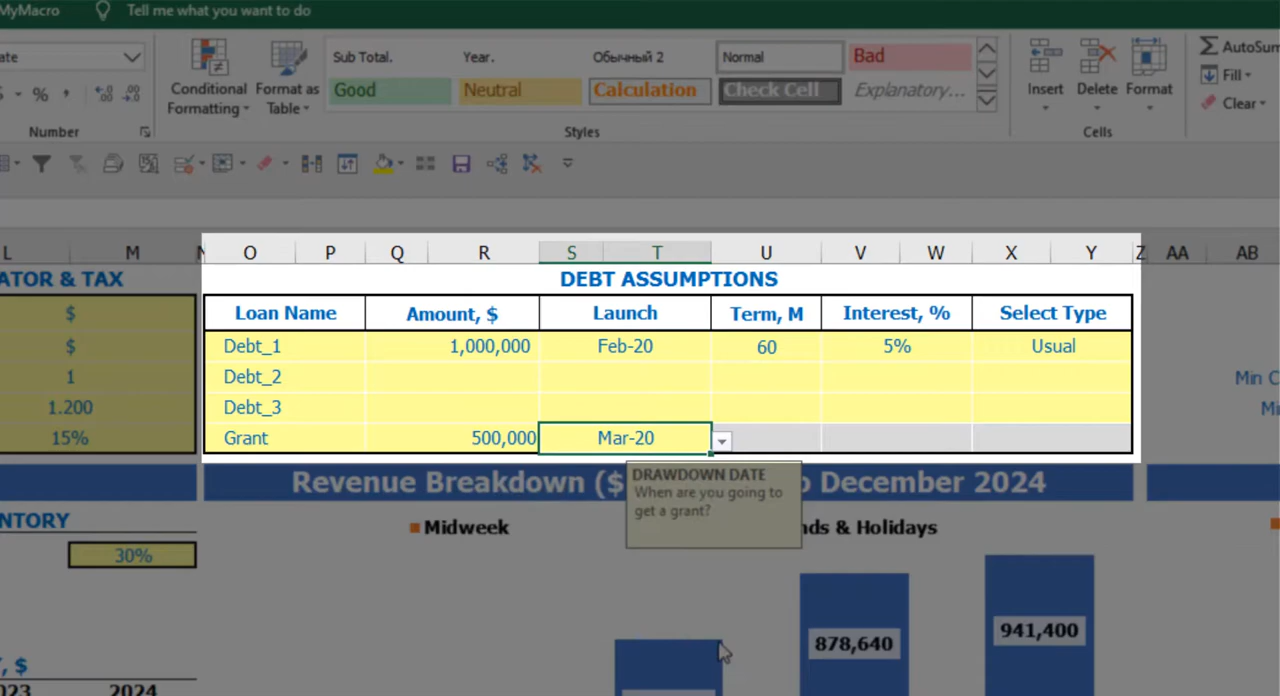 MyMacro Tell me what you want to do
ate Conditional Formatting Format as Table Sub Total. Year. Обычный 2 Normal Bad Insert Delete Format AutoSum
% Good Neutral Calculation Check Cell Explanatory... Fill
Clear
Number Styles Cells
L M N O P Q R S T U V W X Y Z AA AB
ATOR & TAX DEBT ASSUMPTIONS
$ Loan Name Amount, $ Launch Term, M Interest, % Select Type
$ Debt_1 1,000,000 Feb-20 60 5% Usual
1 Debt_2 Min C
1.200 Debt_3 Mi
15% Grant 500,000 Mar-20
Revenue Breakdown ($ o December 2024
DRAWDOWN DATE
When are you going to
get a grant?
NTORY Midweek nds & Holidays
30%
941,400
878,640
, $
023 2024